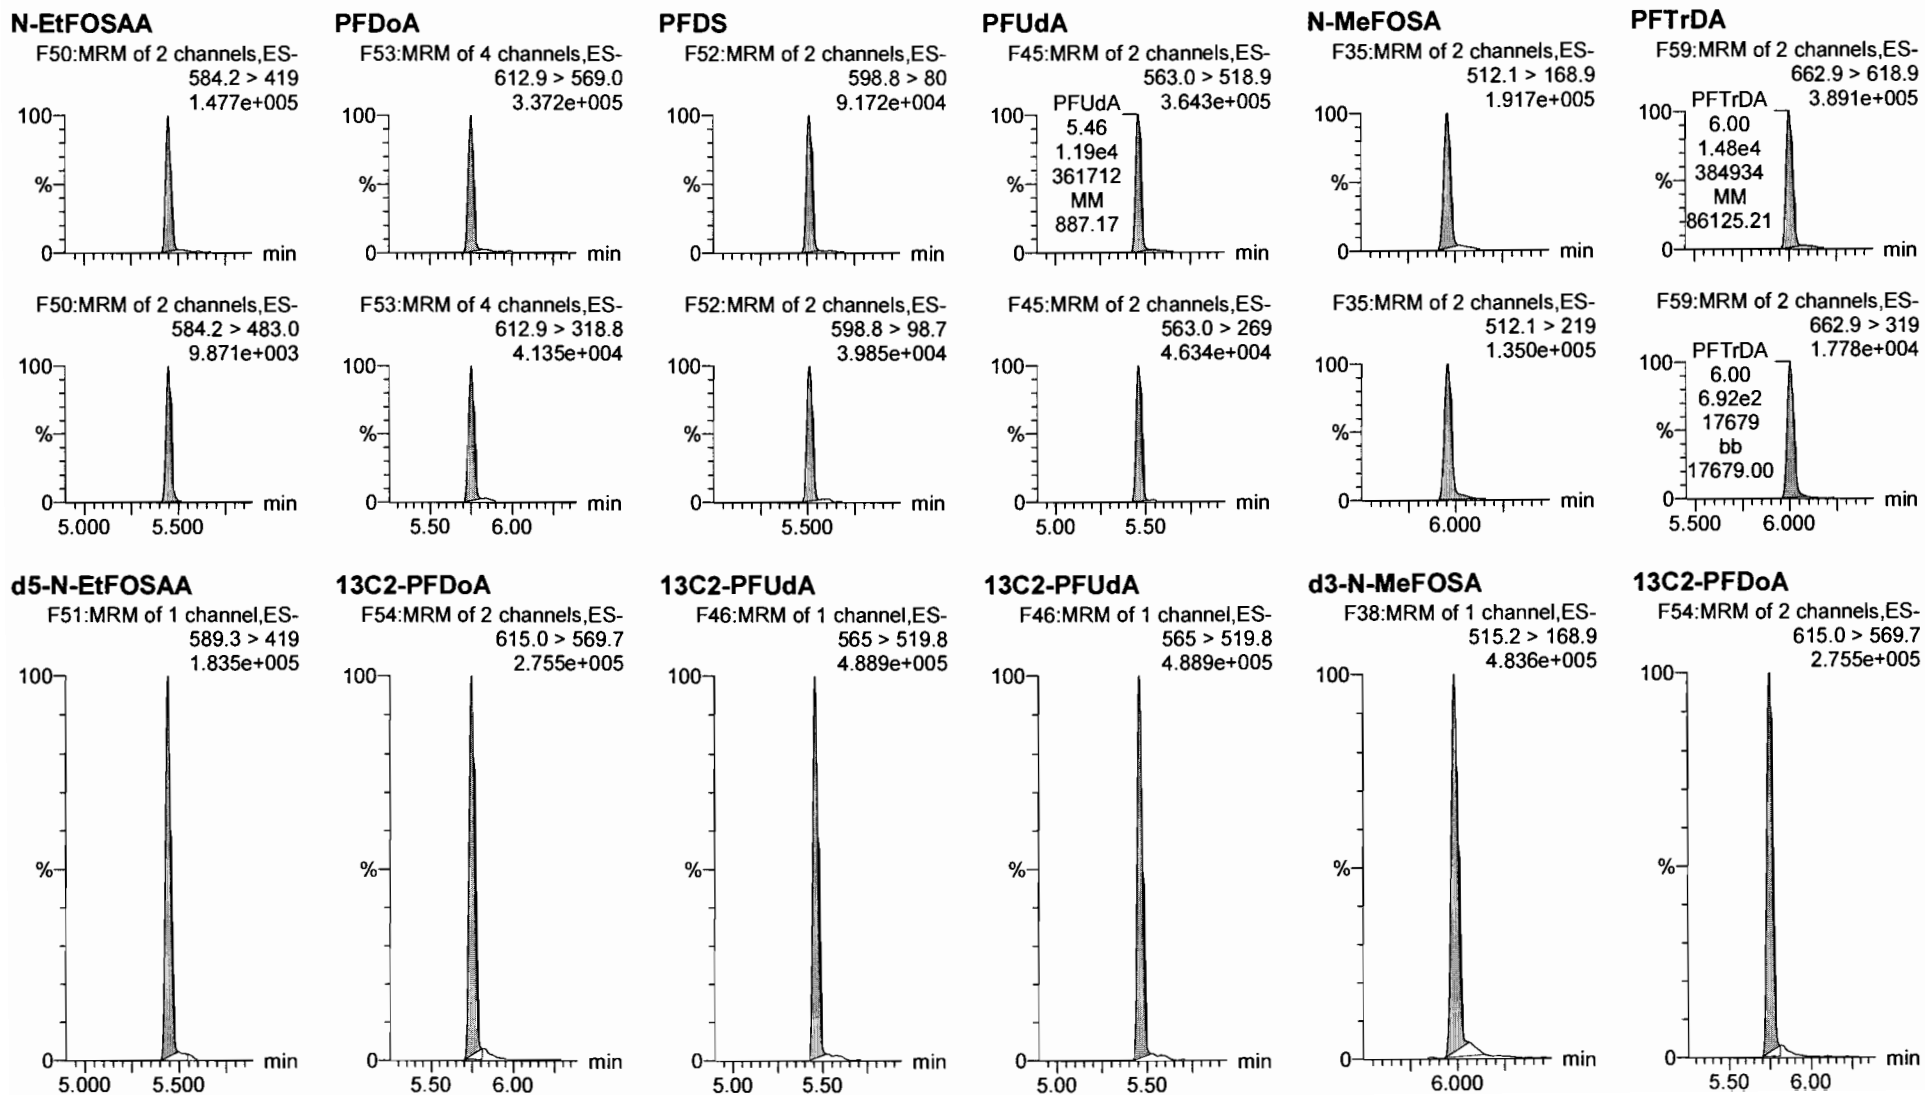 N-EtFOSAA
F50:MRM of 2 channels,ES-
584.2 > 419
1.477e+005
100
%
0
min
PFDoA
F53:MRM of 4 channels,ES-
612.9 > 569.0
3.372e+005
100
%
0
min
PFDS
F52:MRM of 2 channels,ES-
598.8 > 80
9.172e+004
100
%
0
min
PFUdA
F45:MRM of 2 channels,ES-
563.0 > 518.9
3.643e+005
PFUdA
5.46
1.19e4
361712
MM
887.17
100
%
0
min
N-MeFOSA
F35:MRM of 2 channels,ES-
512.1 > 168.9
1.917e+005
100
%
0
min
PFTrDA
F59:MRM of 2 channels,ES-
662.9 > 618.9
3.891e+005
PFTrDA
6.00
1.48e4
384934
MM
86125.21
100
%
0
min
F50:MRM of 2 channels,ES-
584.2 > 483.0
9.871e+003
100
%
0
min
5.000 5.500
F53:MRM of 4 channels,ES-
612.9 > 318.8
4.135e+004
100
%
0
min
5.50 6.00
F52:MRM of 2 channels,ES-
598.8 > 98.7
3.985e+004
100
%
0
min
5.500
F45:MRM of 2 channels,ES-
563.0 > 269
4.634e+004
100
%
0
min
5.00 5.50
F35:MRM of 2 channels,ES-
512.1 > 219
1.350e+005
100
%
0
min
6.000
F59:MRM of 2 channels,ES-
662.9 > 319
1.778e+004
PFTrDA
6.00
6.92e2
17679
bb
17679.00
100
%
0
min
5.500 6.000
d5-N-EtFOSAA
F51:MRM of 1 channel,ES-
589.3 > 419
1.835e+005
100
%
0
min
5.000 5.500
13C2-PFDoA
F54:MRM of 2 channels,ES-
615.0 > 569.7
2.755e+005
100
%
0
min
5.50 6.00
13C2-PFUdA
F46:MRM of 1 channel,ES-
565 > 519.8
4.889e+005
100
%
0
min
5.00 5.50
13C2-PFUdA
F46:MRM of 1 channel,ES-
565 > 519.8
4.889e+005
100
%
0
min
5.00 5.50
d3-N-MeFOSA
F38:MRM of 1 channel,ES-
515.2 > 168.9
4.836e+005
100
%
0
min
6.000
13C2-PFDoA
F54:MRM of 2 channels,ES-
615.0 > 569.7
2.755e+005
100
%
0
min
5.50 6.00